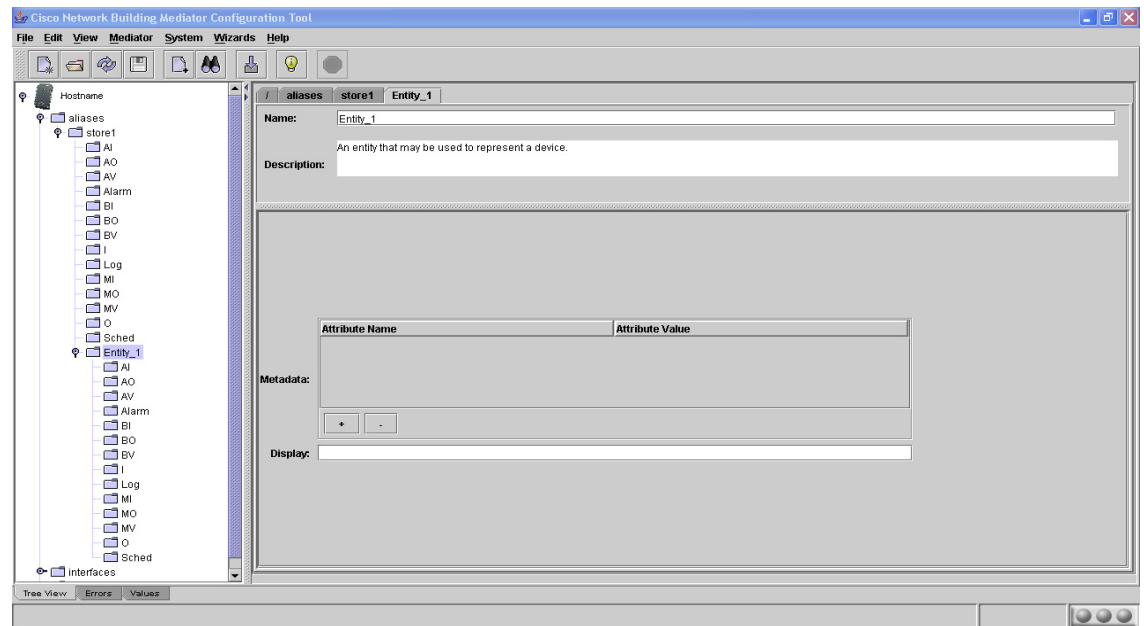 Cisco Network Building Mediator Configuration Tool
File Edit View Mediator System Wizards Help
Hostname
aliases
store1
AI
AO
AV
Alarm
BI
BO
BV
I
Log
MI
MO
MV
O
Sched
Entity_1
AI
AO
AV
Alarm
BI
BO
BV
I
Log
MI
MO
MV
O
Sched
interfaces
/ aliases store1 Entity_1
Name: Entity_1
Description: An entity that may be used to represent a device.
Attribute Name Attribute Value
Metadata:
+ -
Display:
Tree View Errors Values